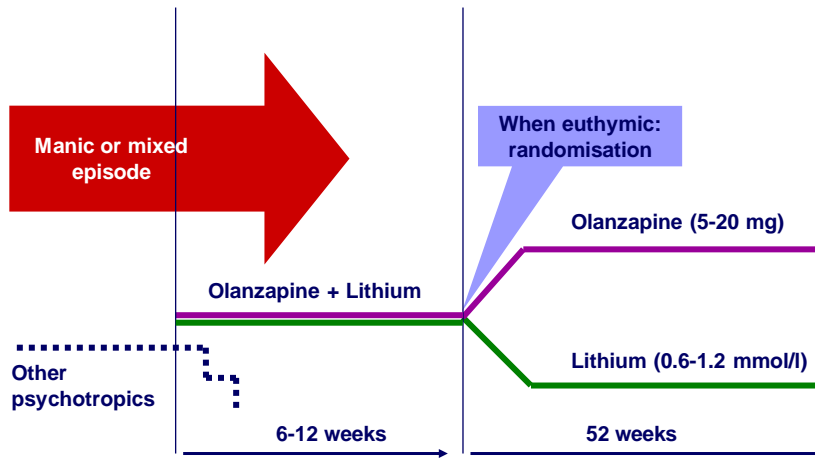 Manic or mixed
episode
When euthymic:
randomisation
Olanzapine (5-20 mg)
Olanzapine + Lithium
Lithium (0.6-1.2 mmol/l)
Other
psychotropics
6-12 weeks
52 weeks